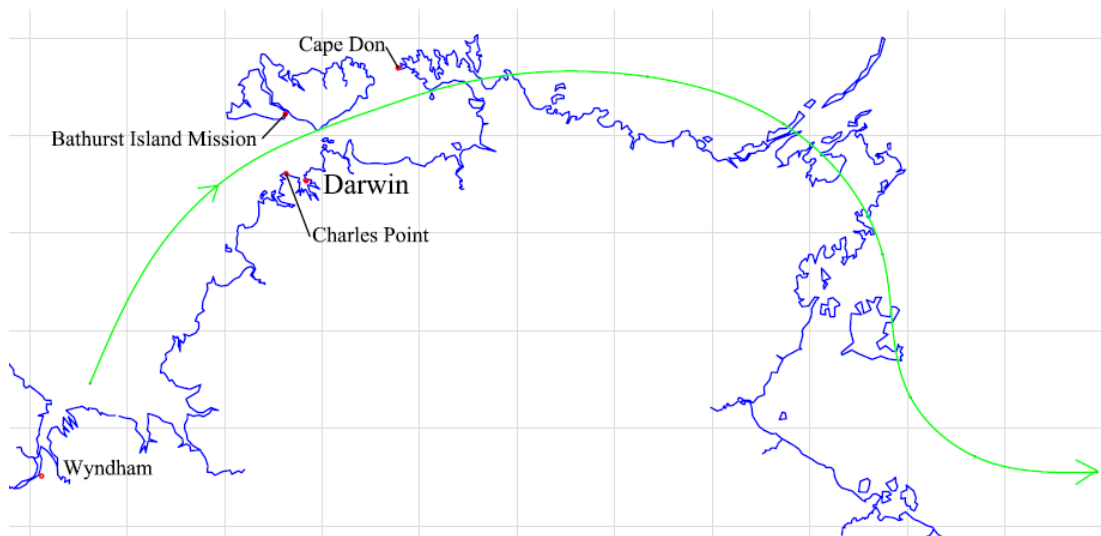 Cape Don
Bathurst Island Mission
Darwin
Charles Point
Wyndham